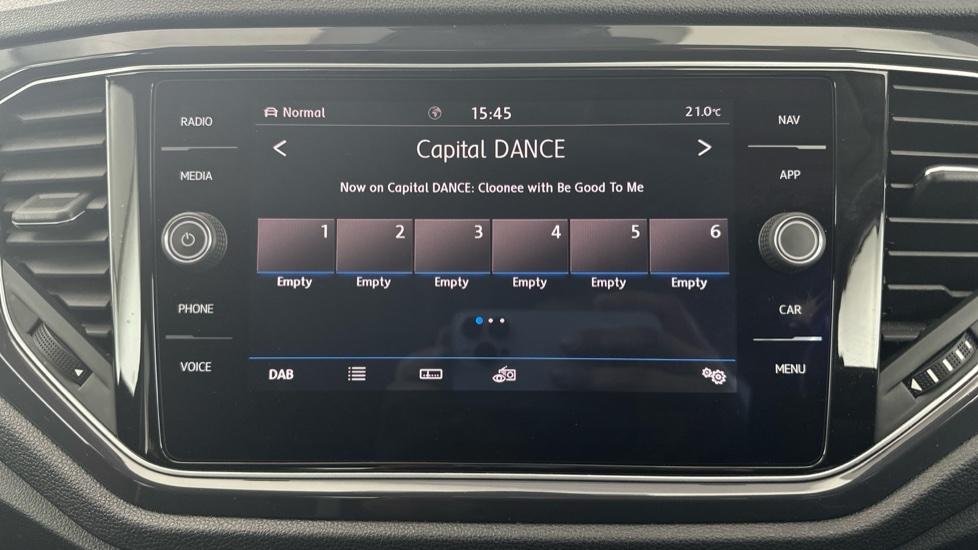 RADIO
MEDIA
PHONE
VOICE
Normal 15:45 21.0°C
< Capital DANCE >
Now on Capital DANCE: Cloonee with Be Good To Me
1 2 3 4 5 6
Empty Empty Empty Empty Empty Empty
DAB
NAV
APP
CAR
MENU